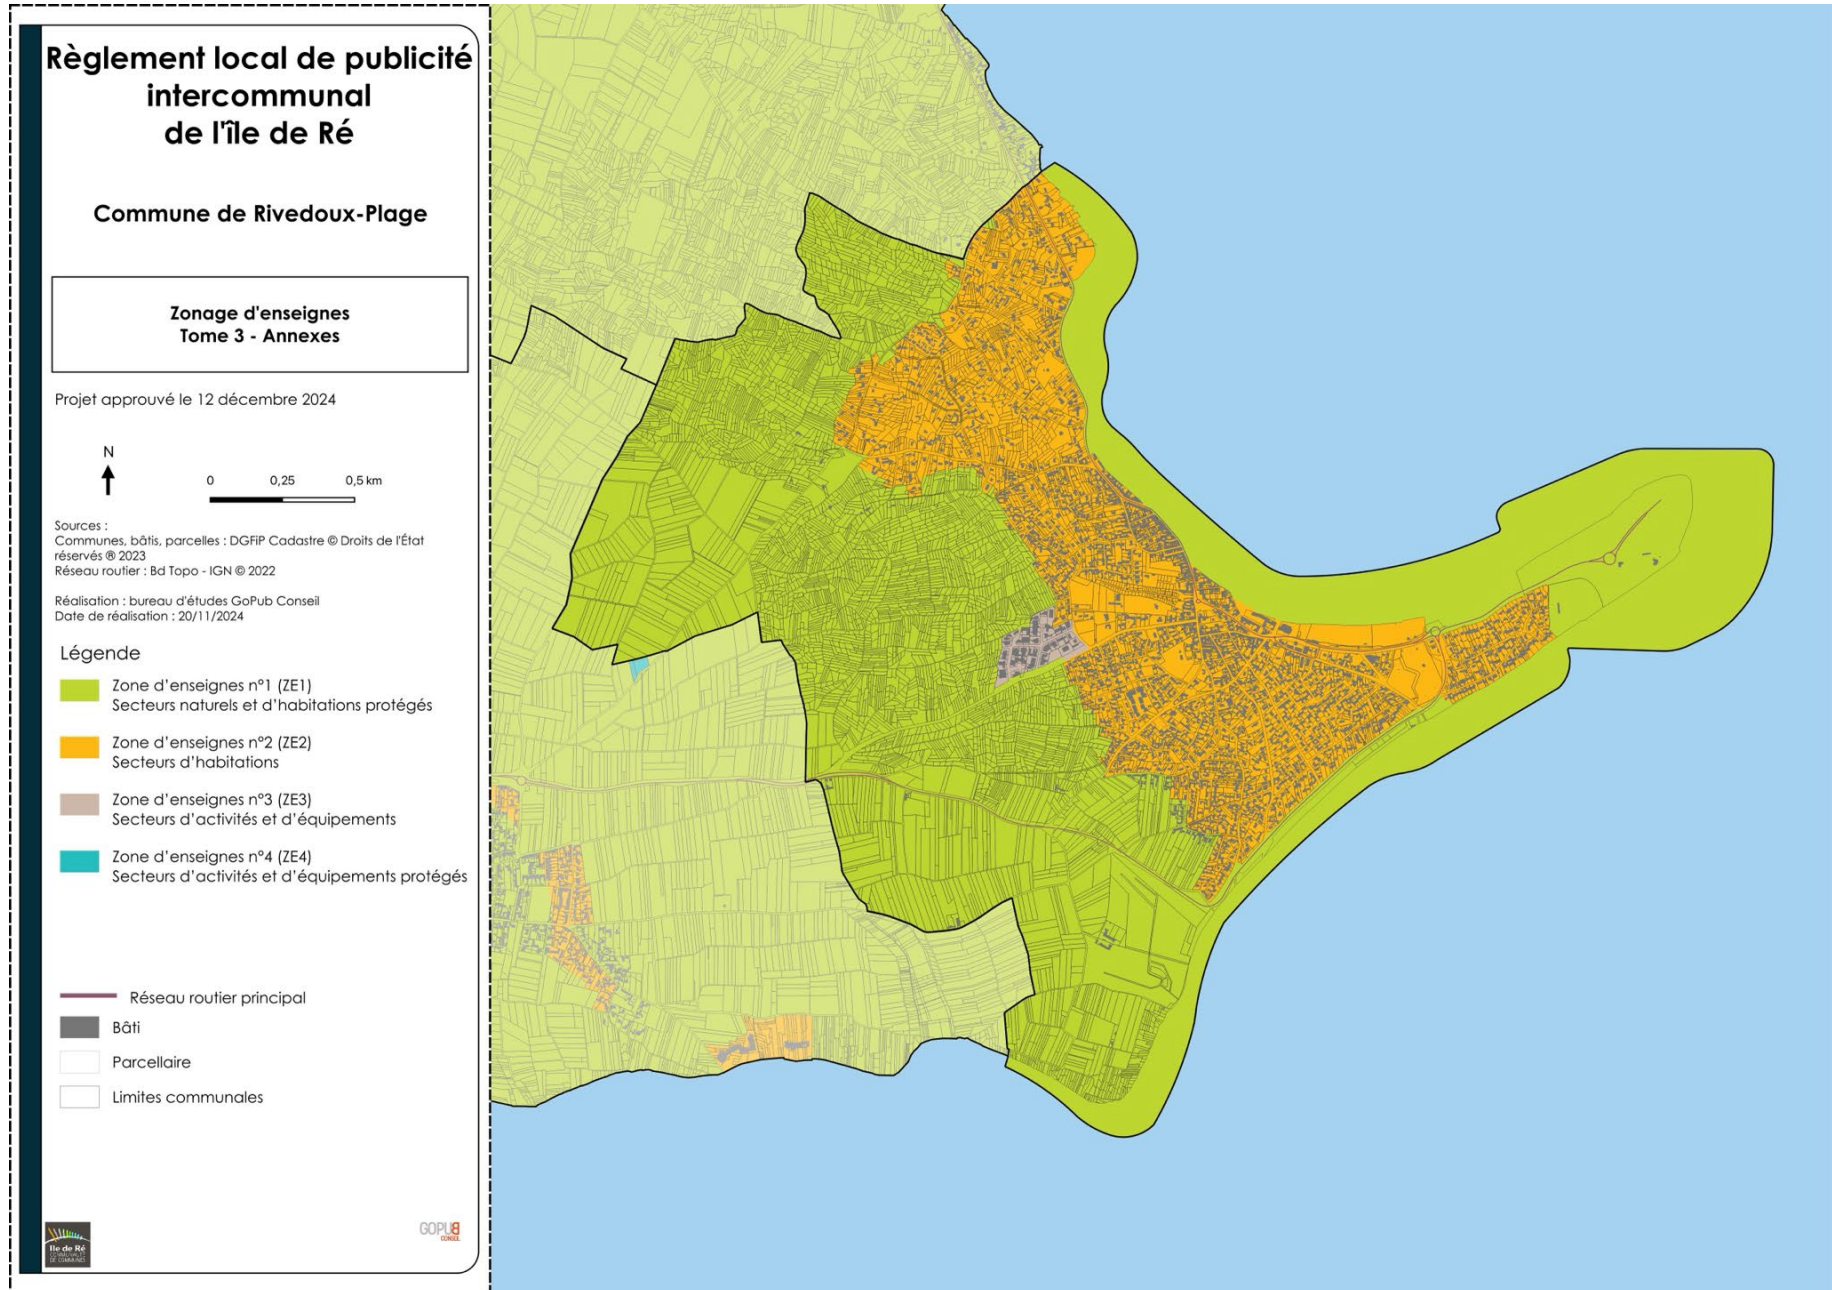 Règlement local de publicité
intercommunal
de l'île de Ré
Commune de Rivedoux-Plage
Zonage d'enseignes
Tome 3 - Annexes
Projet approuvé le 12 décembre 2024
N
0 0,25 0,5 km
Sources :
Communes, bâtis, parcelles : DGFiP Cadastre © Droits de l'État
réservés ® 2023
Réseau routier : Bd Topo - IGN © 2022
Réalisation : bureau d'études GoPub Conseil
Date de réalisation : 20/11/2024
Légende
Zone d'enseignes n°1 (ZE1)
Secteurs naturels et d'habitations protégés
Zone d'enseignes n°2 (ZE2)
Secteurs d'habitations
Zone d'enseignes n°3 (ZE3)
Secteurs d'activités et d'équipements
Zone d'enseignes n°4 (ZE4)
Secteurs d'activités et d'équipements protégés
Réseau routier principal
Bâti
Parcellaire
Limites communales
Ile de Ré
COMMUNAUTÉ
DE COMMUNES
GOPUB
CONSEIL